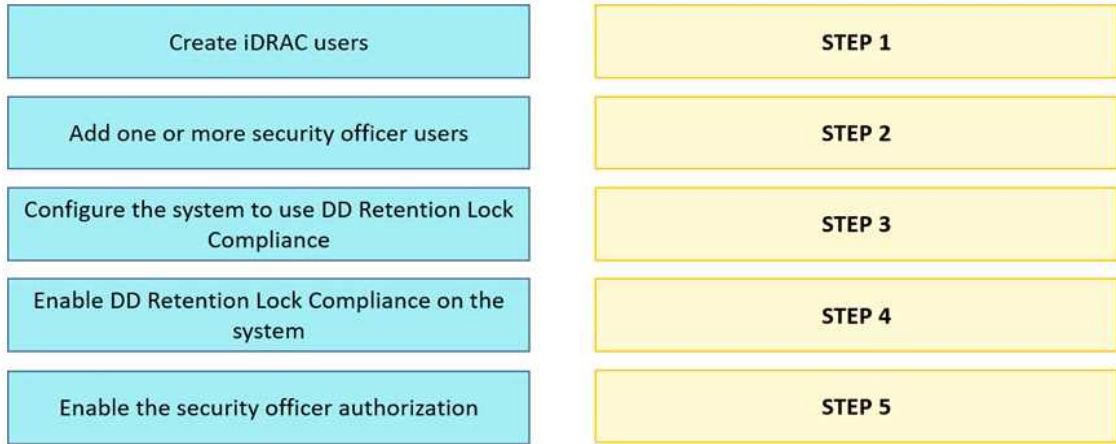 Create iDRAC users
STEP 1
Add one or more security officer users
STEP 2
Configure the system to use DD Retention Lock
Compliance
STEP 3
Enable DD Retention Lock Compliance on the
system
STEP 4
Enable the security officer authorization
STEP 5